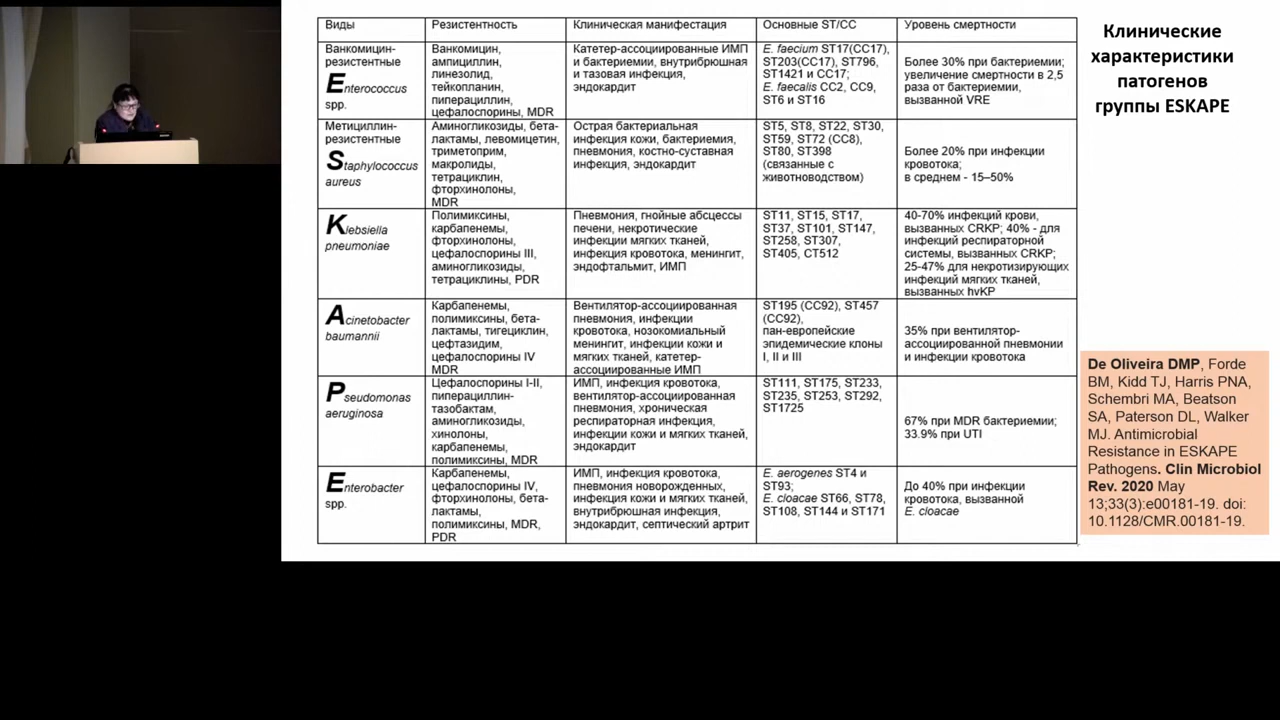 Клинические
характеристики
патогенов
группы ESKAPE
Виды
Резистентность
Клиническая манифестация
Основные ST/CC
Уровень смертности
Ванкомицин-
резистентные
Enterococcus
spp.
Ванкомицин,
ампициллин,
линезолид,
тейкопланин,
пиперациллин,
цефалоспорины, MDR
Катетер-ассоциированные ИМП
и бактериемии, внутрибрюшная
и тазовая инфекция,
эндокардит
E. faecium ST17(CC17),
ST203(CC17), ST796,
ST1421 и CC17;
E. faecalis CC2, CC9,
ST6 и ST16
Более 30% при бактериемии;
увеличение смертности в 2,5
раза от бактериемии,
вызванной VRE
Метициллин-
резистентные
Staphylococcus
aureus
Аминогликозиды, бета-
лактамы, левомицетин,
триметоприм,
макролиды,
тетрациклин,
фторхинолоны,
MDR
Острая бактериальная
инфекция кожи, бактериемия,
пневмония, костно-суставная
инфекция, эндокардит
ST5, ST8, ST22, ST30,
ST59, ST72 (CC8),
ST80, ST398
(связанные с
животноводством)
Более 20% при инфекции
кровотока;
в среднем - 15–50%
Klebsiella
pneumoniae
Полимиксины,
карбапенемы,
фторхинолоны,
цефалоспорины III,
аминогликозиды,
тетрациклины, PDR
Пневмония, гнойные абсцессы
печени, некротические
инфекции мягких тканей,
инфекция кровотока, менингит,
эндофтальмит, ИМП
ST11, ST15, ST17,
ST37, ST101, ST147,
ST258, ST307,
ST405, СТ512
40-70% инфекций крови,
вызванных CRKP; 40% - для
инфекций респираторной
системы, вызванных CRKP;
25-47% для некротизирующих
инфекций мягких тканей,
вызванных hvKP
Acinetobacter
baumannii
Карбапенемы,
полимиксины, бета-
лактамы, тигециклин,
цефтазидим,
цефалоспорины IV
MDR
Вентилятор-ассоциированная
пневмония, инфекции
кровотока, нозокомиальный
менингит, инфекции кожи и
мягких тканей, катетер-
ассоциированные ИМП
ST195 (CC92), ST457
(CC92),
пан-европейские
эпидемические клоны
I, II и III
35% при вентилятор-
ассоциированной пневмонии
и инфекции кровотока
Pseudomonas
aeruginosa
Цефалоспорины I-II,
пиперациллин-
тазобактам,
аминогликозиды,
хинолоны,
карбапенемы,
полимиксины, MDR
ИМП, инфекция кровотока,
вентилятор-ассоциированная
пневмония, хроническая
респираторная инфекция,
инфекции кожи и мягких тканей,
эндокардит
ST111, ST175, ST233,
ST235, ST253, ST292,
ST1725
67% при MDR бактериемии;
33.9% при UTI
Enterobacter
spp.
Карбапенемы,
цефалоспорины IV,
фторхинолоны, бета-
лактамы,
полимиксины, MDR,
PDR
ИМП, инфекция кровотока,
пневмония новорожденных,
инфекция кожи и мягких тканей,
внутрибрюшная инфекция,
эндокардит, септический артрит
E. aerogenes ST4 и
ST93;
E. cloacae ST66, ST78,
ST108, ST144 и ST171
До 40% при инфекции
кровотока, вызванной
E. cloacae
De Oliveira DMP, Forde
BM, Kidd TJ, Harris PNA,
Schembri MA, Beatson
SA, Paterson DL, Walker
MJ. Antimicrobial
Resistance in ESKAPE
Pathogens. Clin Microbiol
Rev. 2020 May
13;33(3):e00181-19. doi:
10.1128/CMR.00181-19.